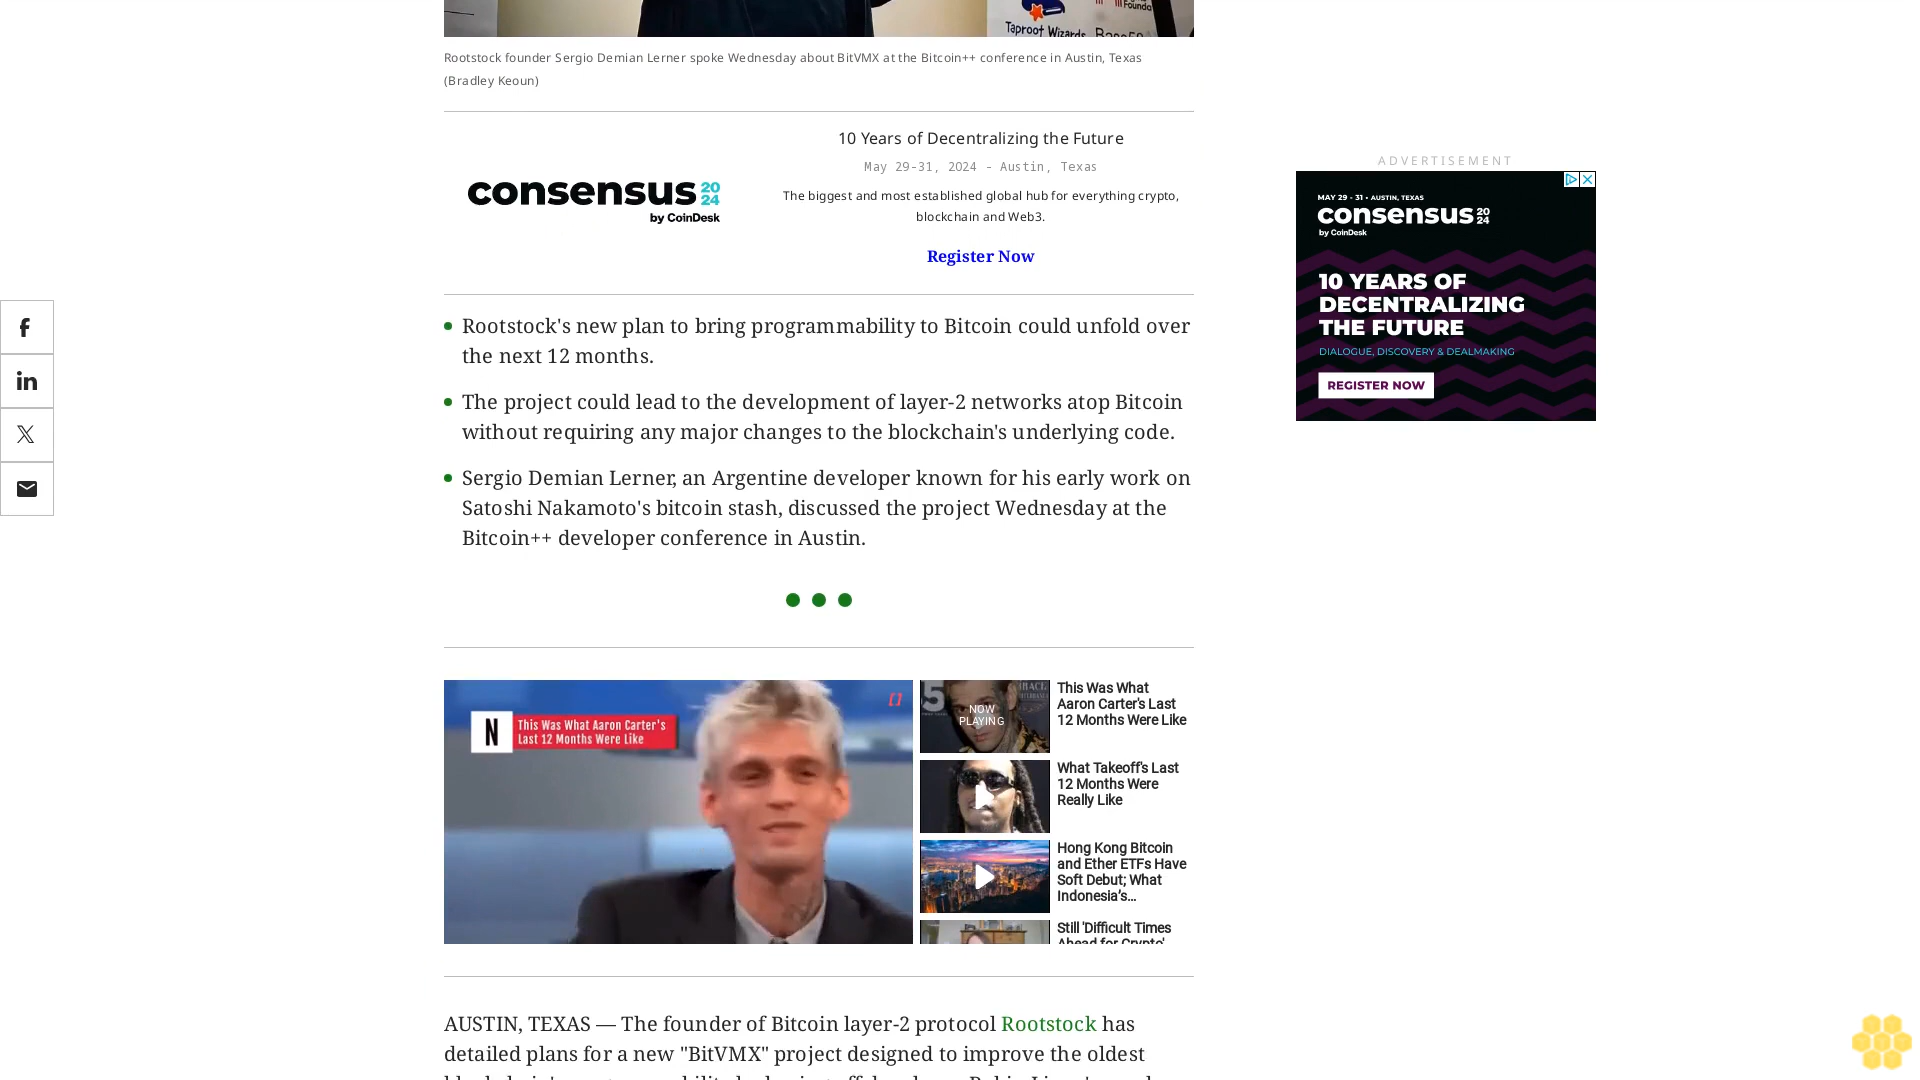 Taproot Wizards
Rootstock founder Sergio Demian Lerner spoke Wednesday about BitVMX at the Bitcoin++ conference in Austin, Texas
(Bradley Keoun)
10 Years of Decentralizing the Future
May 29-31, 2024 - Austin, Texas
consensus 2024
by CoinDesk
The biggest and most established global hub for everything crypto,
blockchain and Web3.
Register Now
ADVERTISEMENT
MAY 29 - 31 • AUSTIN, TEXAS
consensus 2024
by CoinDesk
10 YEARS OF
DECENTRALIZING
THE FUTURE
DIALOGUE, DISCOVERY & DEALMAKING
REGISTER NOW
Rootstock's new plan to bring programmability to Bitcoin could unfold over
the next 12 months.
The project could lead to the development of layer-2 networks atop Bitcoin
without requiring any major changes to the blockchain's underlying code.
Sergio Demian Lerner, an Argentine developer known for his early work on
Satoshi Nakamoto's bitcoin stash, discussed the project Wednesday at the
Bitcoin++ developer conference in Austin.
N
This Was What Aaron Carter's
Last 12 Months Were Like
NOW
PLAYING
This Was What
Aaron Carter's Last
12 Months Were Like
What Takeoff's Last
12 Months Were
Really Like
Hong Kong Bitcoin
and Ether ETFs Have
Soft Debut; What
Indonesia's...
Still 'Difficult Times
Ahead for Crypto'
AUSTIN, TEXAS — The founder of Bitcoin layer-2 protocol Rootstock has
detailed plans for a new "BitVMX" project designed to improve the oldest